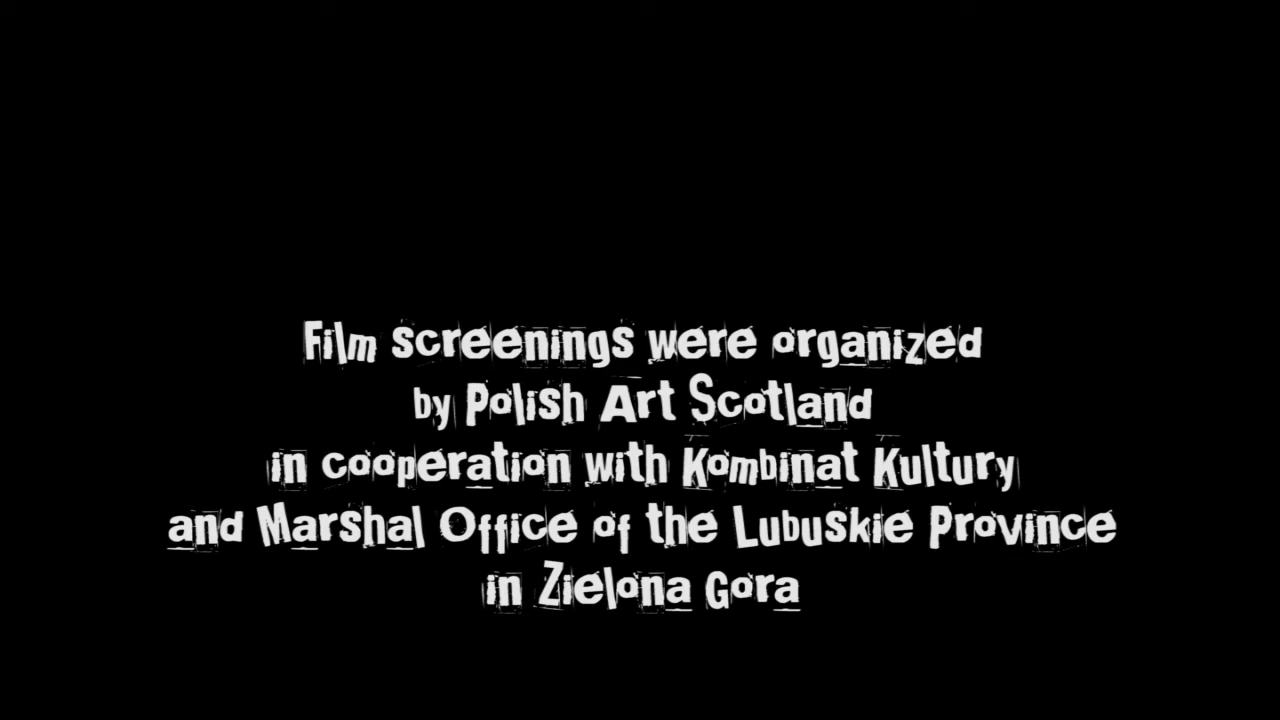 Film screenings were organized
by Polish Art Scotland
in cooperation with Kombinat Kultury
and Marshal Office of the Lubuskie Province
in Zielona Gora